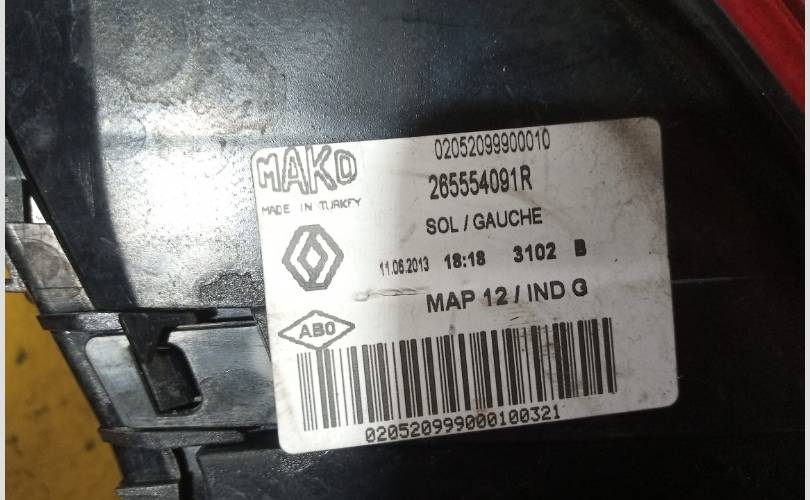 02052099900010
MAKO
265554091R
MADE IN TURKEY
SOL / GAUCHE
11.06.2013 18:18 3102 B
MAP 12 / IND G
ABO
020520999000100321